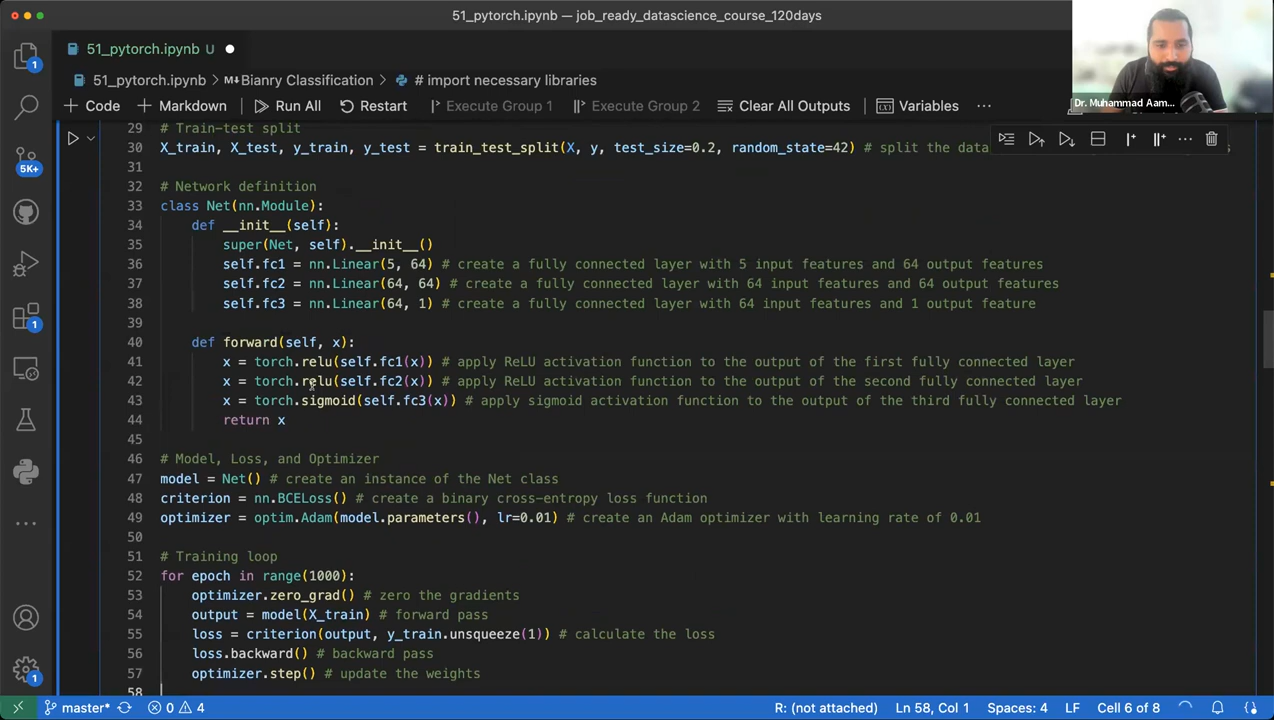 51_pytorch.ipynb — job_ready_datascience_course_120days
51_pytorch.ipynb U
51_pytorch.ipynb > M↓Bianry Classification > # import necessary libraries
+ Code + Markdown Run All Restart Execute Group 1 Execute Group 2 Clear All Outputs Variables ...
Dr. Muhammad Aam...
1
5K+
1
1
29 # Train-test split
30 X_train, X_test, y_train, y_test = train_test_split(X, y, test_size=0.2, random_state=42) # split the dat
31
32 # Network definition
33 class Net(nn.Module):
34 def __init__(self):
35 super(Net, self).__init__()
36 self.fc1 = nn.Linear(5, 64) # create a fully connected layer with 5 input features and 64 output features
37 self.fc2 = nn.Linear(64, 64) # create a fully connected layer with 64 input features and 64 output features
38 self.fc3 = nn.Linear(64, 1) # create a fully connected layer with 64 input features and 1 output feature
39
40 def forward(self, x):
41 x = torch.relu(self.fc1(x)) # apply ReLU activation function to the output of the first fully connected layer
42 x = torch.relu(self.fc2(x)) # apply ReLU activation function to the output of the second fully connected layer
43 x = torch.sigmoid(self.fc3(x)) # apply sigmoid activation function to the output of the third fully connected layer
44 return x
45
46 # Model, Loss, and Optimizer
47 model = Net() # create an instance of the Net class
48 criterion = nn.BCELoss() # create a binary cross-entropy loss function
49 optimizer = optim.Adam(model.parameters(), lr=0.01) # create an Adam optimizer with learning rate of 0.01
50
51 # Training loop
52 for epoch in range(1000):
53 optimizer.zero_grad() # zero the gradients
54 output = model(X_train) # forward pass
55 loss = criterion(output, y_train.unsqueeze(1)) # calculate the loss
56 loss.backward() # backward pass
57 optimizer.step() # update the weights
58
master* 0 4 R: (not attached) Ln 58, Col 1 Spaces: 4 LF Cell 6 of 8